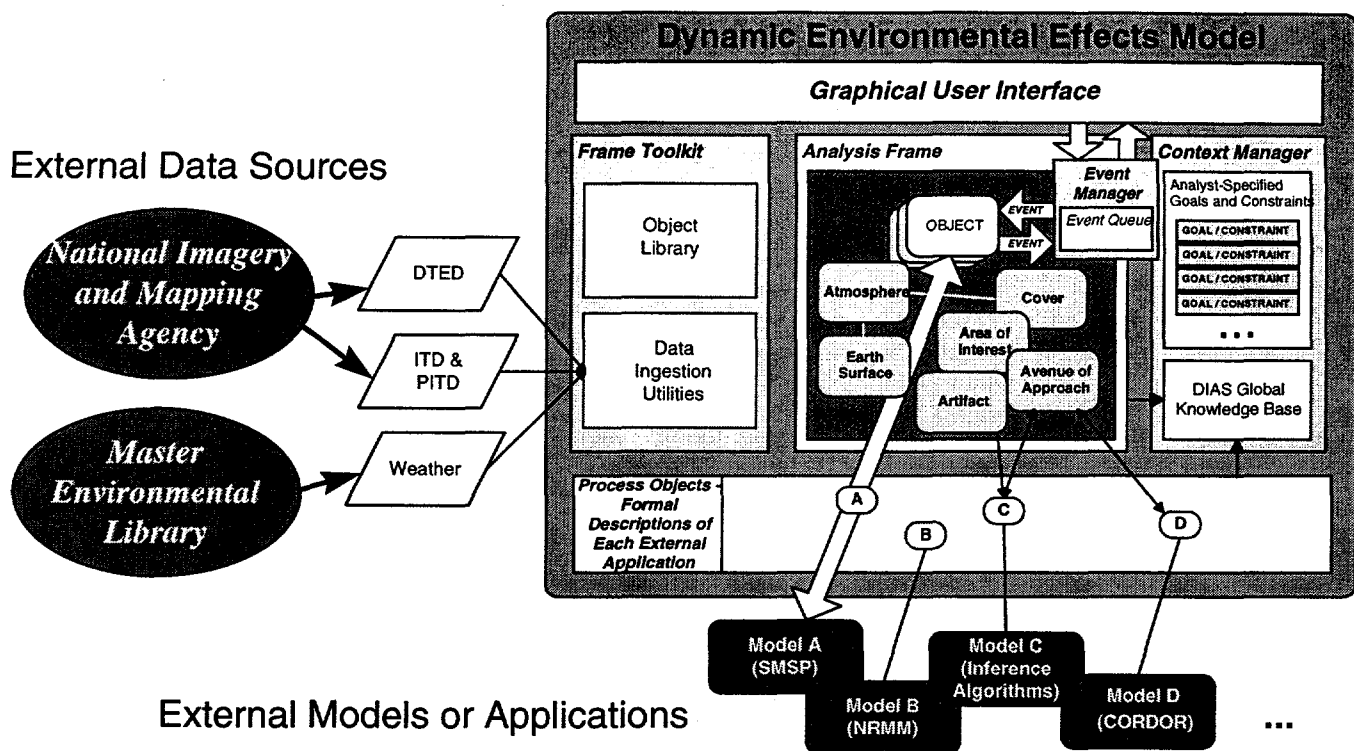 Dynamic Environmental Effects Model
Graphical User Interface
External Data Sources
National Imagery
and Mapping
Agency
Master
Environmental
Library
DTED
ITD &
PITD
Weather
Frame Toolkit
Object
Library
Data
Ingestion
Utilities
Analysis Frame
OBJECT
EVENT
EVENT
Event
Manager
Event Queue
Atmosphere
Cover
Area of
Interest
Earth
Surface
Avenue of
Approach
Artifact
Context Manager
Analyst-Specified
Goals and Constraints
GOAL / CONSTRAINT
GOAL / CONSTRAINT
GOAL / CONSTRAINT
GOAL / CONSTRAINT
...
DIAS Global
Knowledge Base
Process Objects -
Formal
Descriptions of
Each External
Application
A
B
C
D
Model A
(SMSP)
Model B
(NRMM)
Model C
(Inference
Algorithms)
Model D
(CORDOR)
...
External Models or Applications